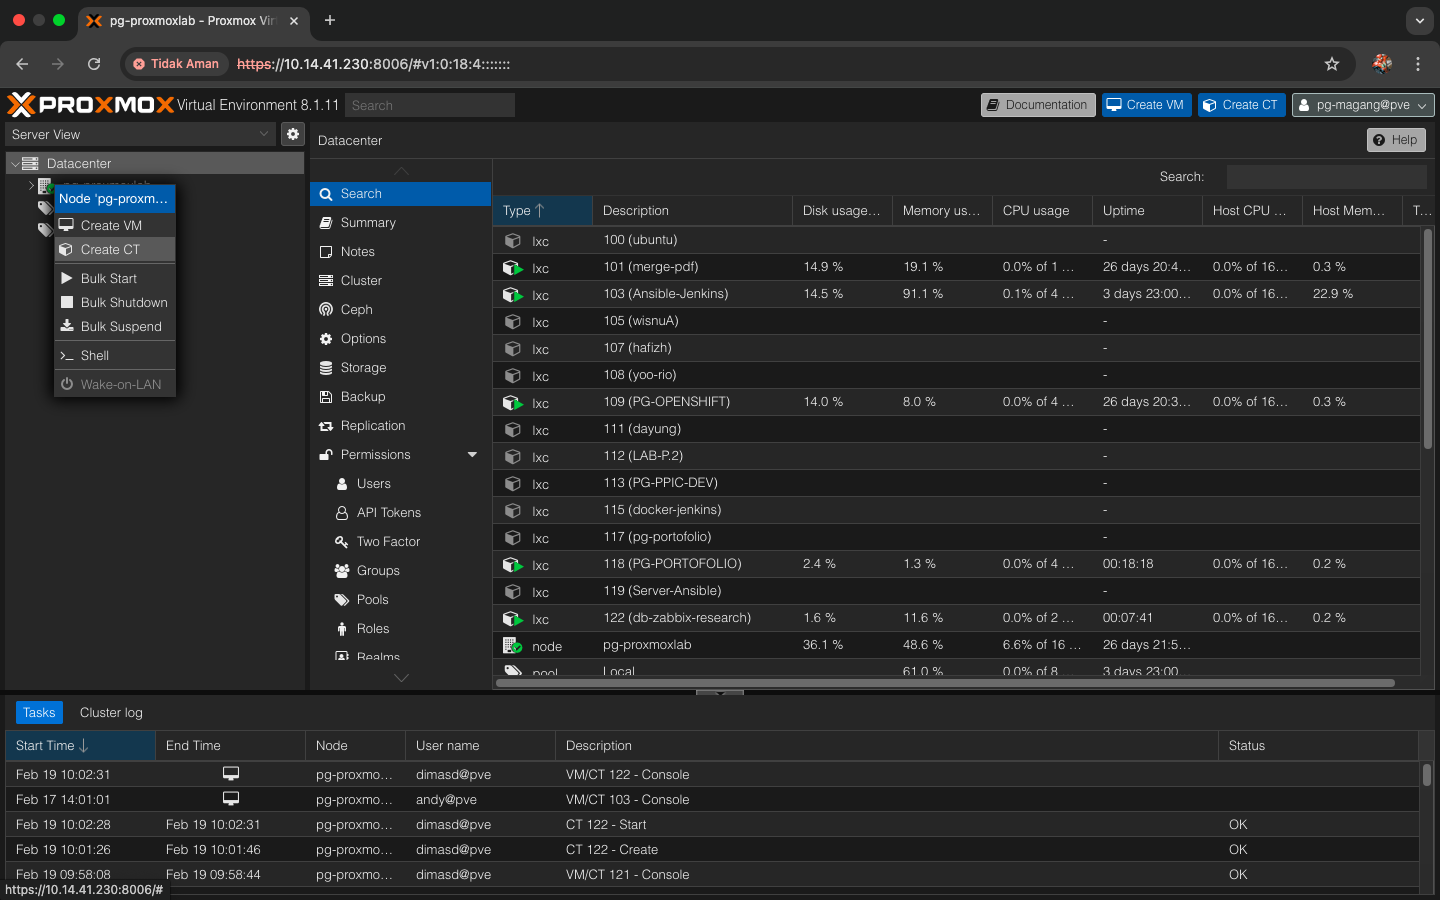 pg-proxmoxlab - Proxmox Vir
Tidak Aman
https://10.14.41.230:8006/#v1:0:18:4:::::::
PROXMOX Virtual Environment 8.1.11
Search
Documentation
Create VM
Create CT
pg-magang@pve
Server View
Datacenter
Help
Datacenter
Node 'pg-proxm...
Create VM
Create CT
Bulk Start
Bulk Shutdown
Bulk Suspend
Shell
Wake-on-LAN
Search
Summary
Notes
Cluster
Ceph
Options
Storage
Backup
Replication
Permissions
Users
API Tokens
Two Factor
Groups
Pools
Roles
Realms
Search:
Type Description Disk usage... Memory us... CPU usage Uptime Host CPU ... Host Mem... T...
lxc 100 (ubuntu) -
lxc 101 (merge-pdf) 14.9 % 19.1 % 0.0% of 1 ... 26 days 20:4... 0.0% of 16... 0.3 %
lxc 103 (Ansible-Jenkins) 14.5 % 91.1 % 0.1% of 4 ... 3 days 23:00... 0.0% of 16... 22.9 %
lxc 105 (wisnuA) -
lxc 107 (hafizh) -
lxc 108 (yoo-rio) -
lxc 109 (PG-OPENSHIFT) 14.0 % 8.0 % 0.0% of 4 ... 26 days 20:3... 0.0% of 16... 0.3 %
lxc 111 (dayung) -
lxc 112 (LAB-P.2) -
lxc 113 (PG-PPIC-DEV) -
lxc 115 (docker-jenkins) -
lxc 117 (pg-portofolio) -
lxc 118 (PG-PORTOFOLIO) 2.4 % 1.3 % 0.0% of 4 ... 00:18:18 0.0% of 16... 0.2 %
lxc 119 (Server-Ansible) -
lxc 122 (db-zabbix-research) 1.6 % 11.6 % 0.0% of 2 ... 00:07:41 0.0% of 16... 0.2 %
node pg-proxmoxlab 36.1 % 48.6 % 6.6% of 16 ... 26 days 21:5...
pool Local 61.0 % 0.0% of 8 3 days 23:00
Tasks
Cluster log
Start Time End Time Node User name Description Status
Feb 19 10:02:31 pg-proxmo... dimasd@pve VM/CT 122 - Console
Feb 17 14:01:01 pg-proxmo... andy@pve VM/CT 103 - Console
Feb 19 10:02:28 Feb 19 10:02:31 pg-proxmo... dimasd@pve CT 122 - Start OK
Feb 19 10:01:26 Feb 19 10:01:46 pg-proxmo... dimasd@pve CT 122 - Create OK
Feb 19 09:58:08 Feb 19 09:58:44 pg-proxmo... dimasd@pve VM/CT 121 - Console OK
https://10.14.41.230:8006/#